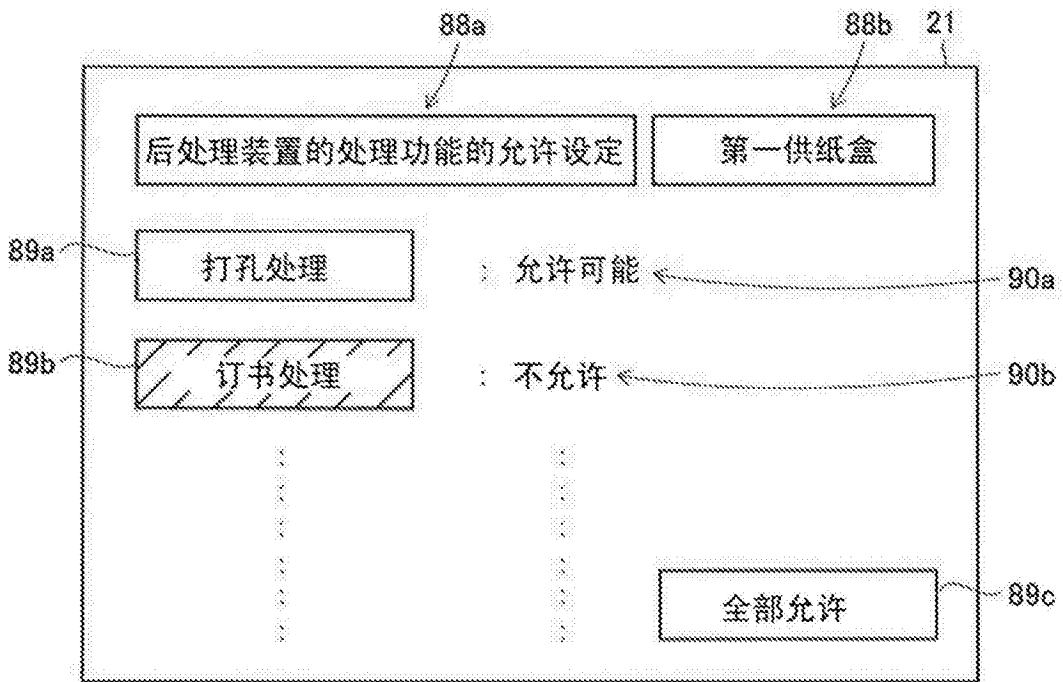 88a 88b 21
后处理装置的处理功能的允许设定 第一供纸盒
89a 打孔处理 : 允许可能 90a
89b 订书处理 : 不允许 90b
全部允许 89c